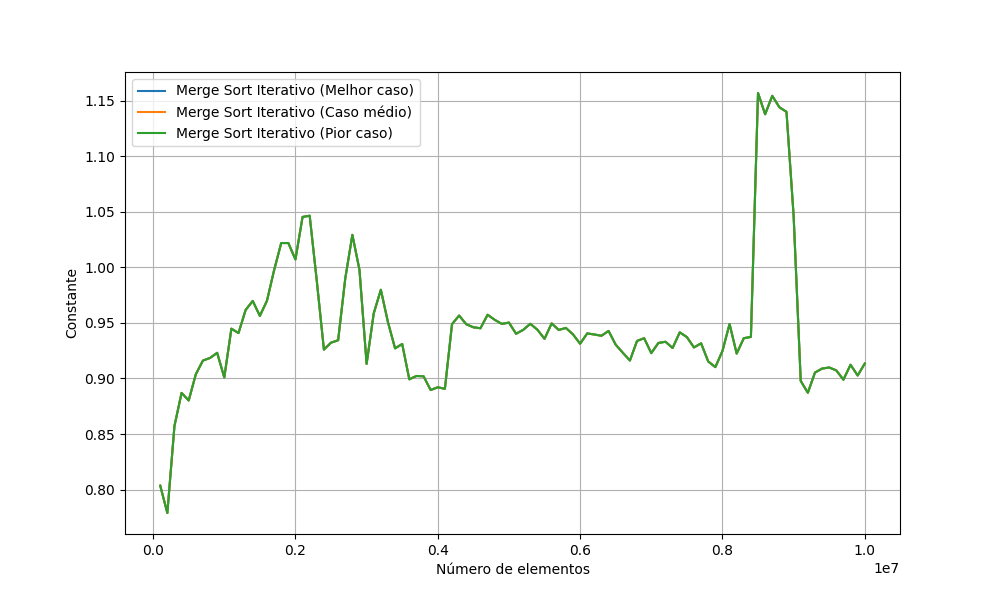 Merge Sort Iterativo (Melhor caso)
Merge Sort Iterativo (Caso médio)
Merge Sort Iterativo (Pior caso)
1.15
1.10
1.05
1.00
0.95
0.90
0.85
0.80
Constante
0.0 0.2 0.4 0.6 0.8 1.0
1e7
Número de elementos